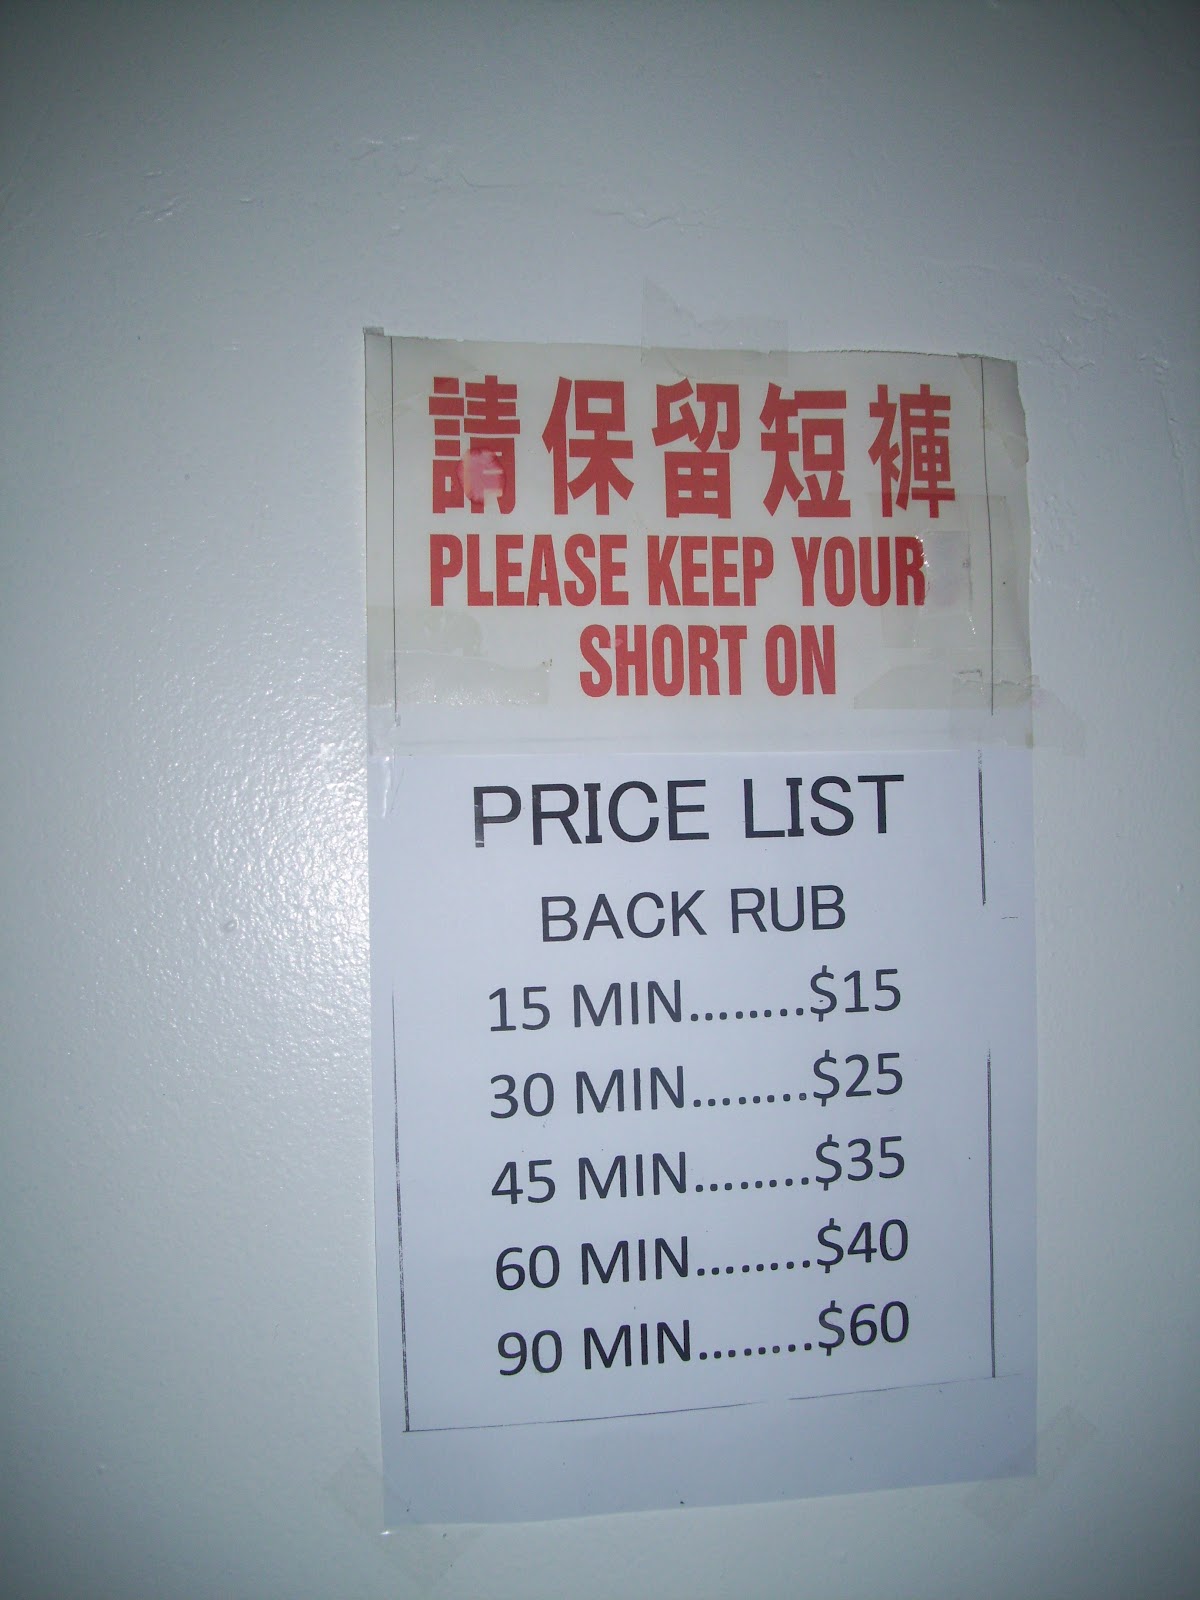 請保留短褲
PLEASE KEEP YOUR
SHORT ON
PRICE LIST
BACK RUB
15 MIN........$15
30 MIN........$25
45 MIN........$35
60 MIN........$40
90 MIN........$60